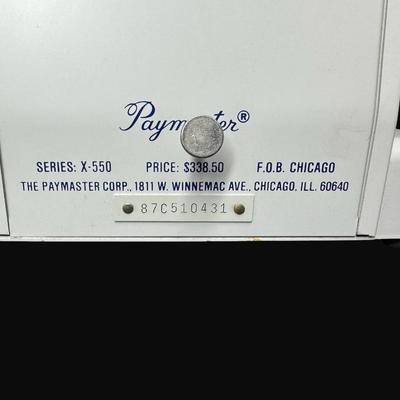 Paymaster®
SERIES: X-550 PRICE: $338.50 F.O.B. CHICAGO
THE PAYMASTER CORP., 1811 W. WINNEMAC AVE., CHICAGO, ILL. 60640
87C510431